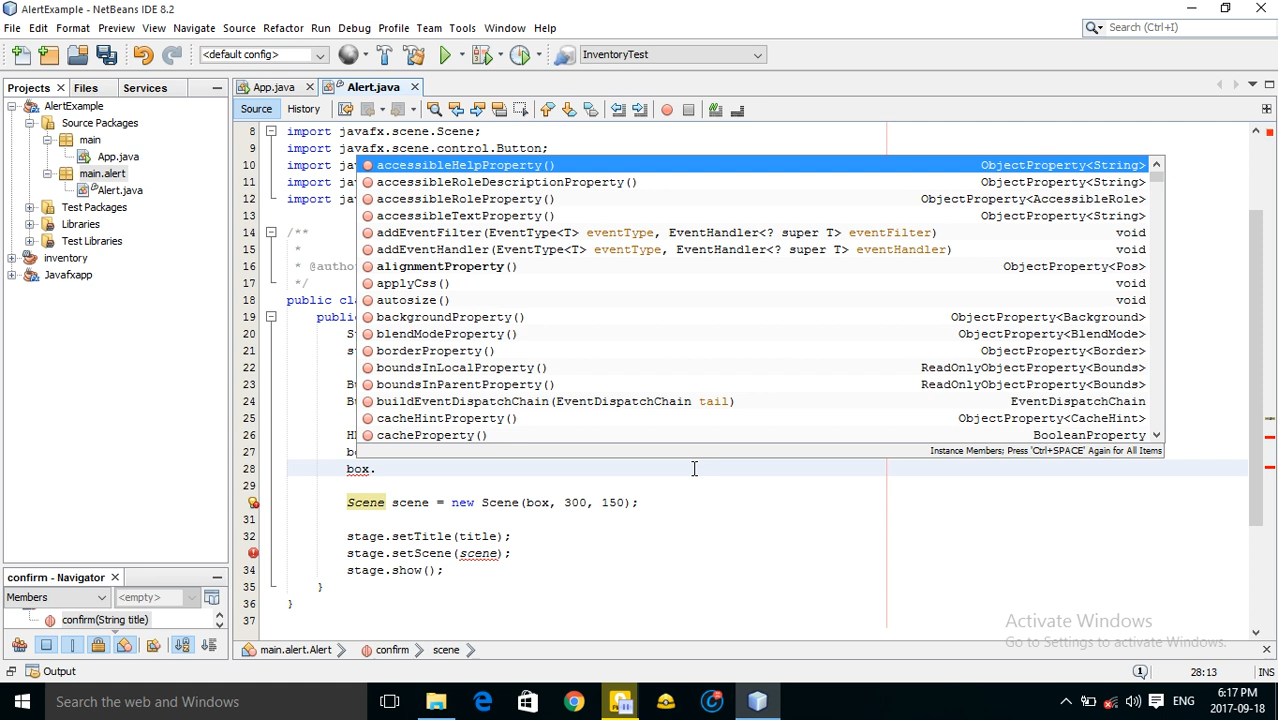 AlertExample - NetBeans IDE 8.2
File Edit Format Preview View Navigate Source Refactor Run Debug Profile Team Tools Window Help
Search (Ctrl+I)
<default config>
InventoryTest
Projects Files Services
App.java Alert.java
AlertExample
Source Packages
main
App.java
main.alert
Alert.java
Test Packages
Libraries
Test Libraries
inventory
Javafxapp
Source History
8 import javafx.scene.Scene;
9 import javafx.scene.control.Button;
10 import ja
11 import ja
12 import ja
14 /**
15 *
16 * @autho
17 */
18 public cla
19 public
20 St
21 st
22
23 Bu
24 Bu
25
26 HB
27 bo
28 box.
29
Scene scene = new Scene(box, 300, 150);
31
32 stage.setTitle(title);
stage.setScene(scene);
34 stage.show();
35 }
36 }
37
accessibleHelpProperty() ObjectProperty<String>
accessibleRoleDescriptionProperty() ObjectProperty<String>
accessibleRoleProperty() ObjectProperty<AccessibleRole>
accessibleTextProperty() ObjectProperty<String>
addEventFilter(EventType<T> eventType, EventHandler<? super T> eventFilter) void
addEventHandler(EventType<T> eventType, EventHandler<? super T> eventHandler) void
alignmentProperty() ObjectProperty<Pos>
applyCss() void
autosize() void
backgroundProperty() ObjectProperty<Background>
blendModeProperty() ObjectProperty<BlendMode>
borderProperty() ObjectProperty<Border>
boundsInLocalProperty() ReadOnlyObjectProperty<Bounds>
boundsInParentProperty() ReadOnlyObjectProperty<Bounds>
buildEventDispatchChain(EventDispatchChain tail) EventDispatchChain
cacheHintProperty() ObjectProperty<CacheHint>
cacheProperty() BooleanProperty
Instance Members; Press 'Ctrl+SPACE' Again for All Items
confirm - Navigator
Members <empty>
confirm(String title)
main.alert.Alert confirm scene
Activate Windows
Go to Settings to activate Windows.
Output
28:13 INS
Search the web and Windows
ENG
6:17 PM
2017-09-18